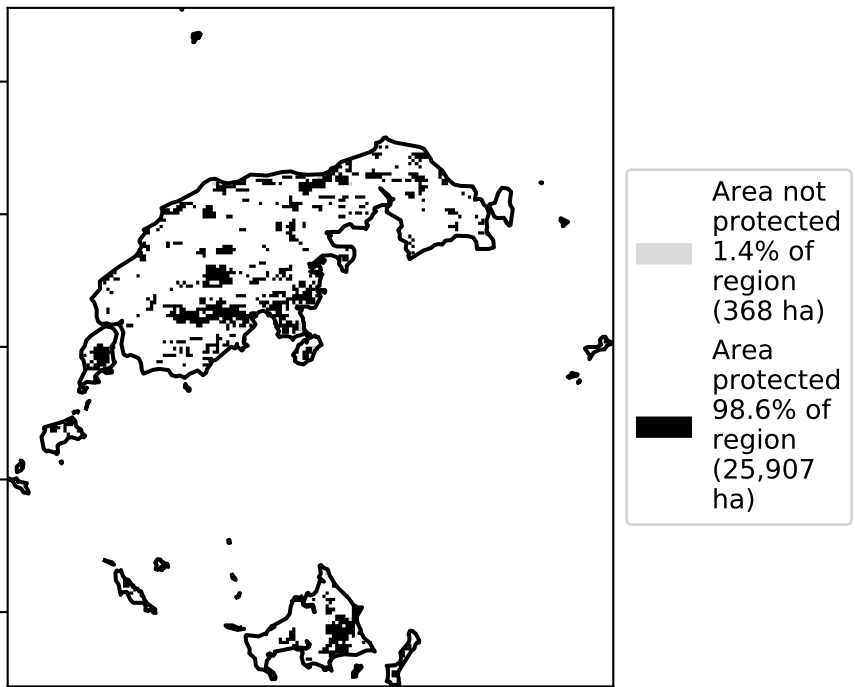 Area not
protected
1.4% of
region
(368 ha)
Area
protected
98.6% of
region
(25,907
ha)